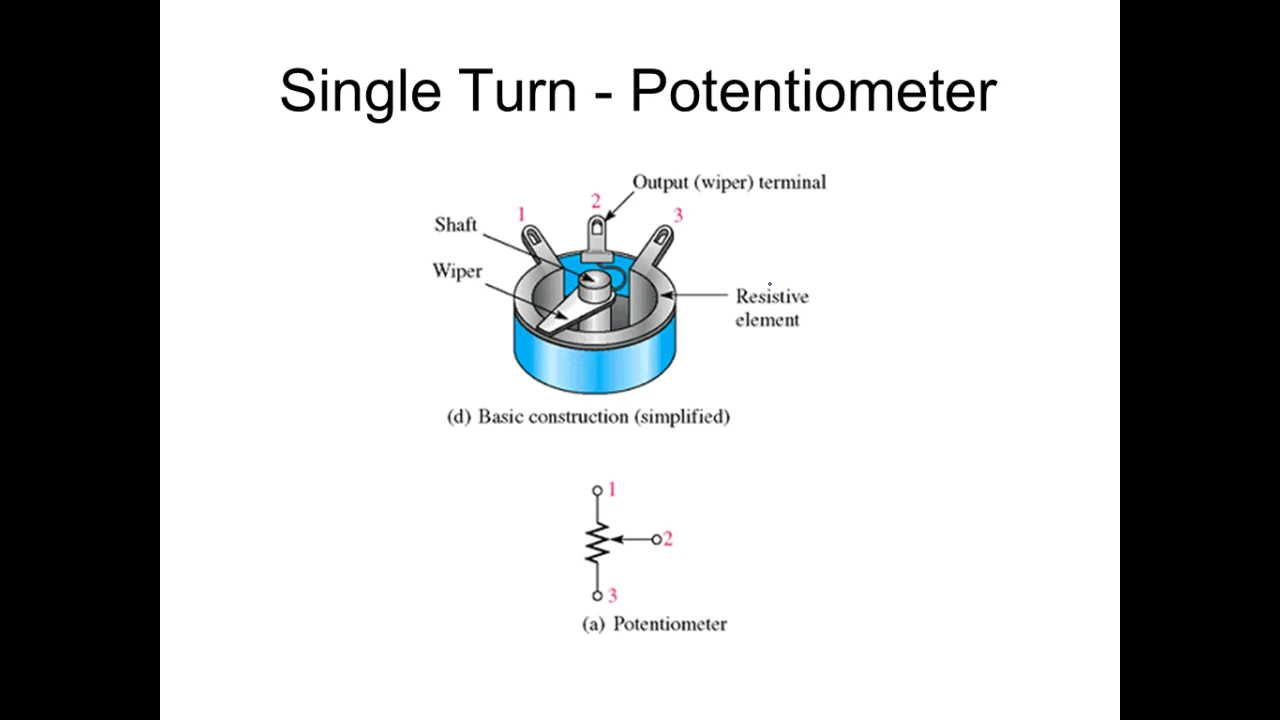 Single Turn - Potentiometer
Output (wiper) terminal
1
2
3
Shaft
Wiper
Resistive
element
(d) Basic construction (simplified)
1
2
3
(a) Potentiometer